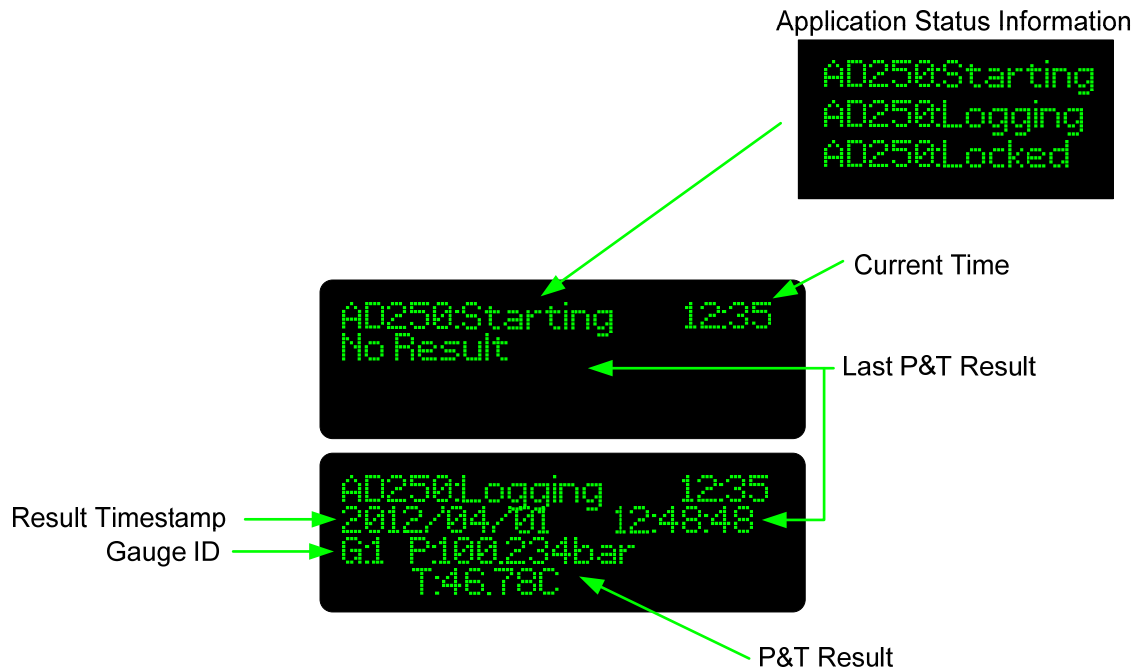 Application Status Information
AD250:Starting
AD250:Logging
AD250:Locked
Current Time
AD250:Starting 12:35
No Result
Last P&T Result
AD250:Logging 12:35
Result Timestamp
2012/04/01 12:48:48
Gauge ID
G:1 P:100.234bar
T:46.78C
P&T Result